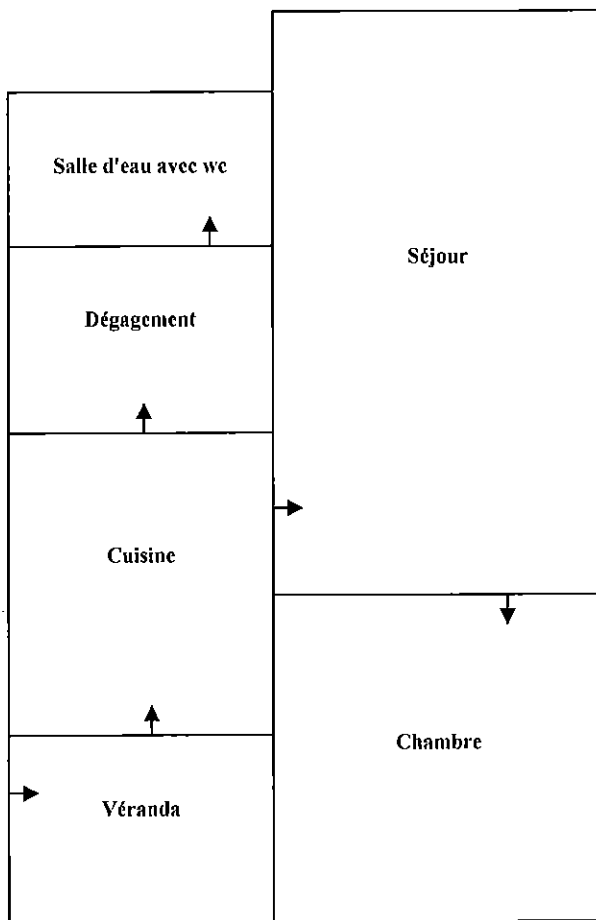 Salle d'eau avec wc
Séjour
Dégagement
Cuisine
Chambre
Véranda